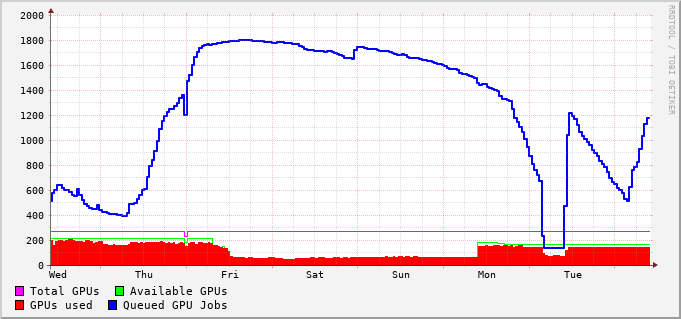 RRDTOOL / TOBI OETIKER
2000
1800
1600
1400
1200
1000
800
600
400
200
0
Wed Thu Fri Sat Sun Mon Tue
Total GPUs Available GPUs
GPUs used Queued GPU Jobs